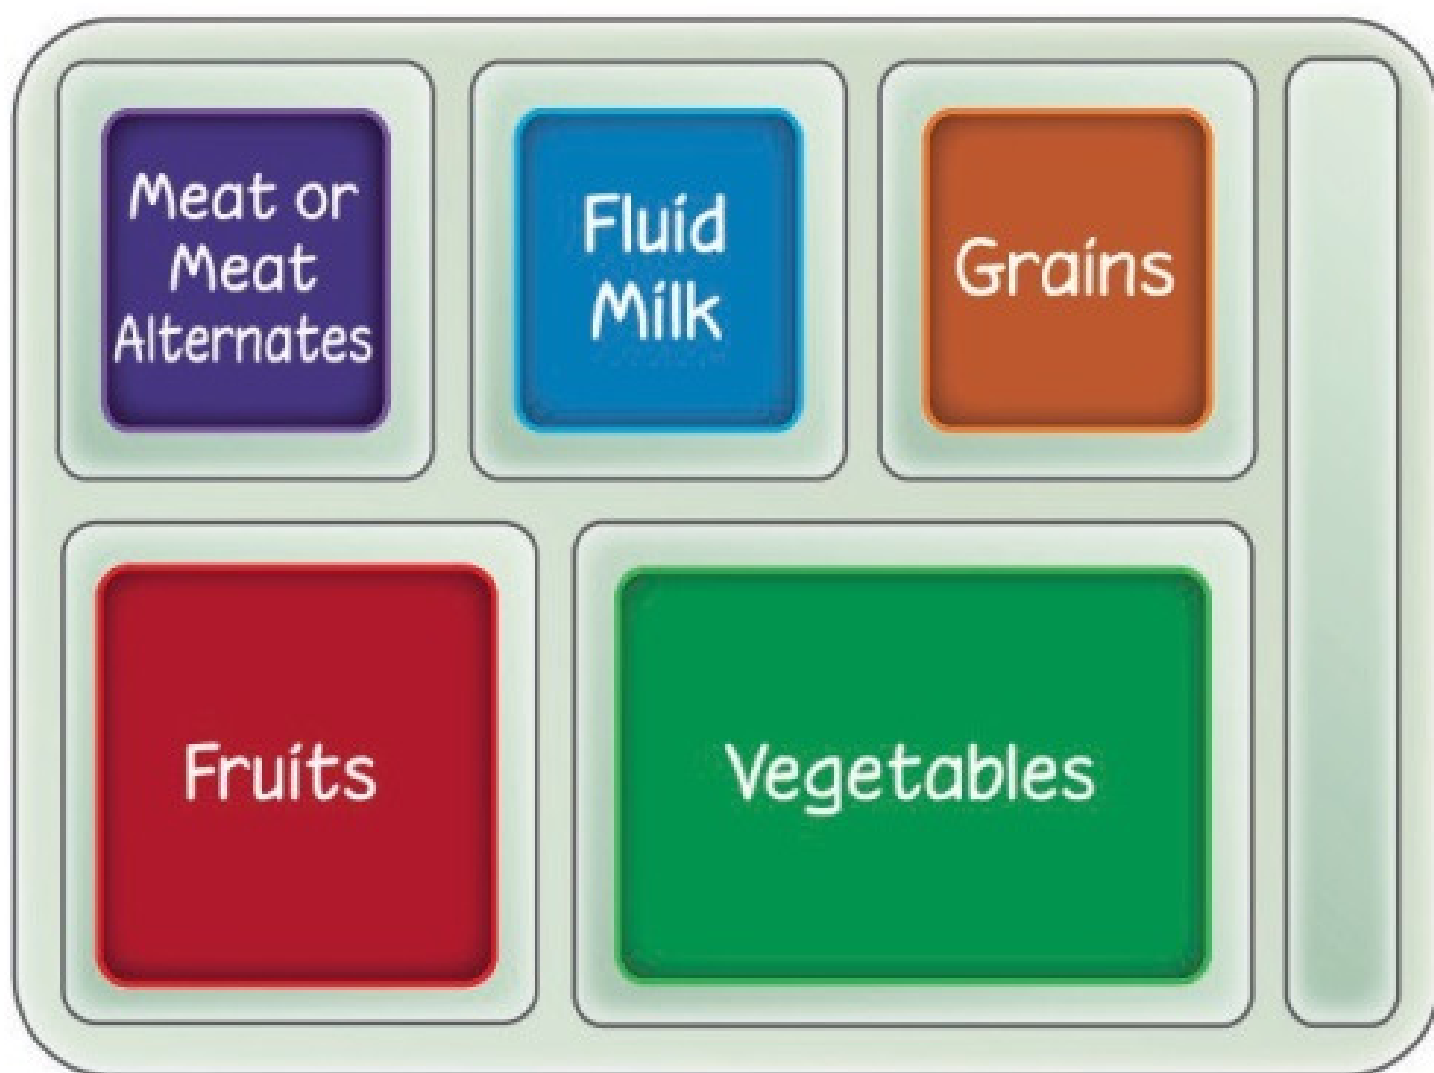 Meat or
Meat
Alternates
Fluid
Milk
Grains
Fruits
Vegetables